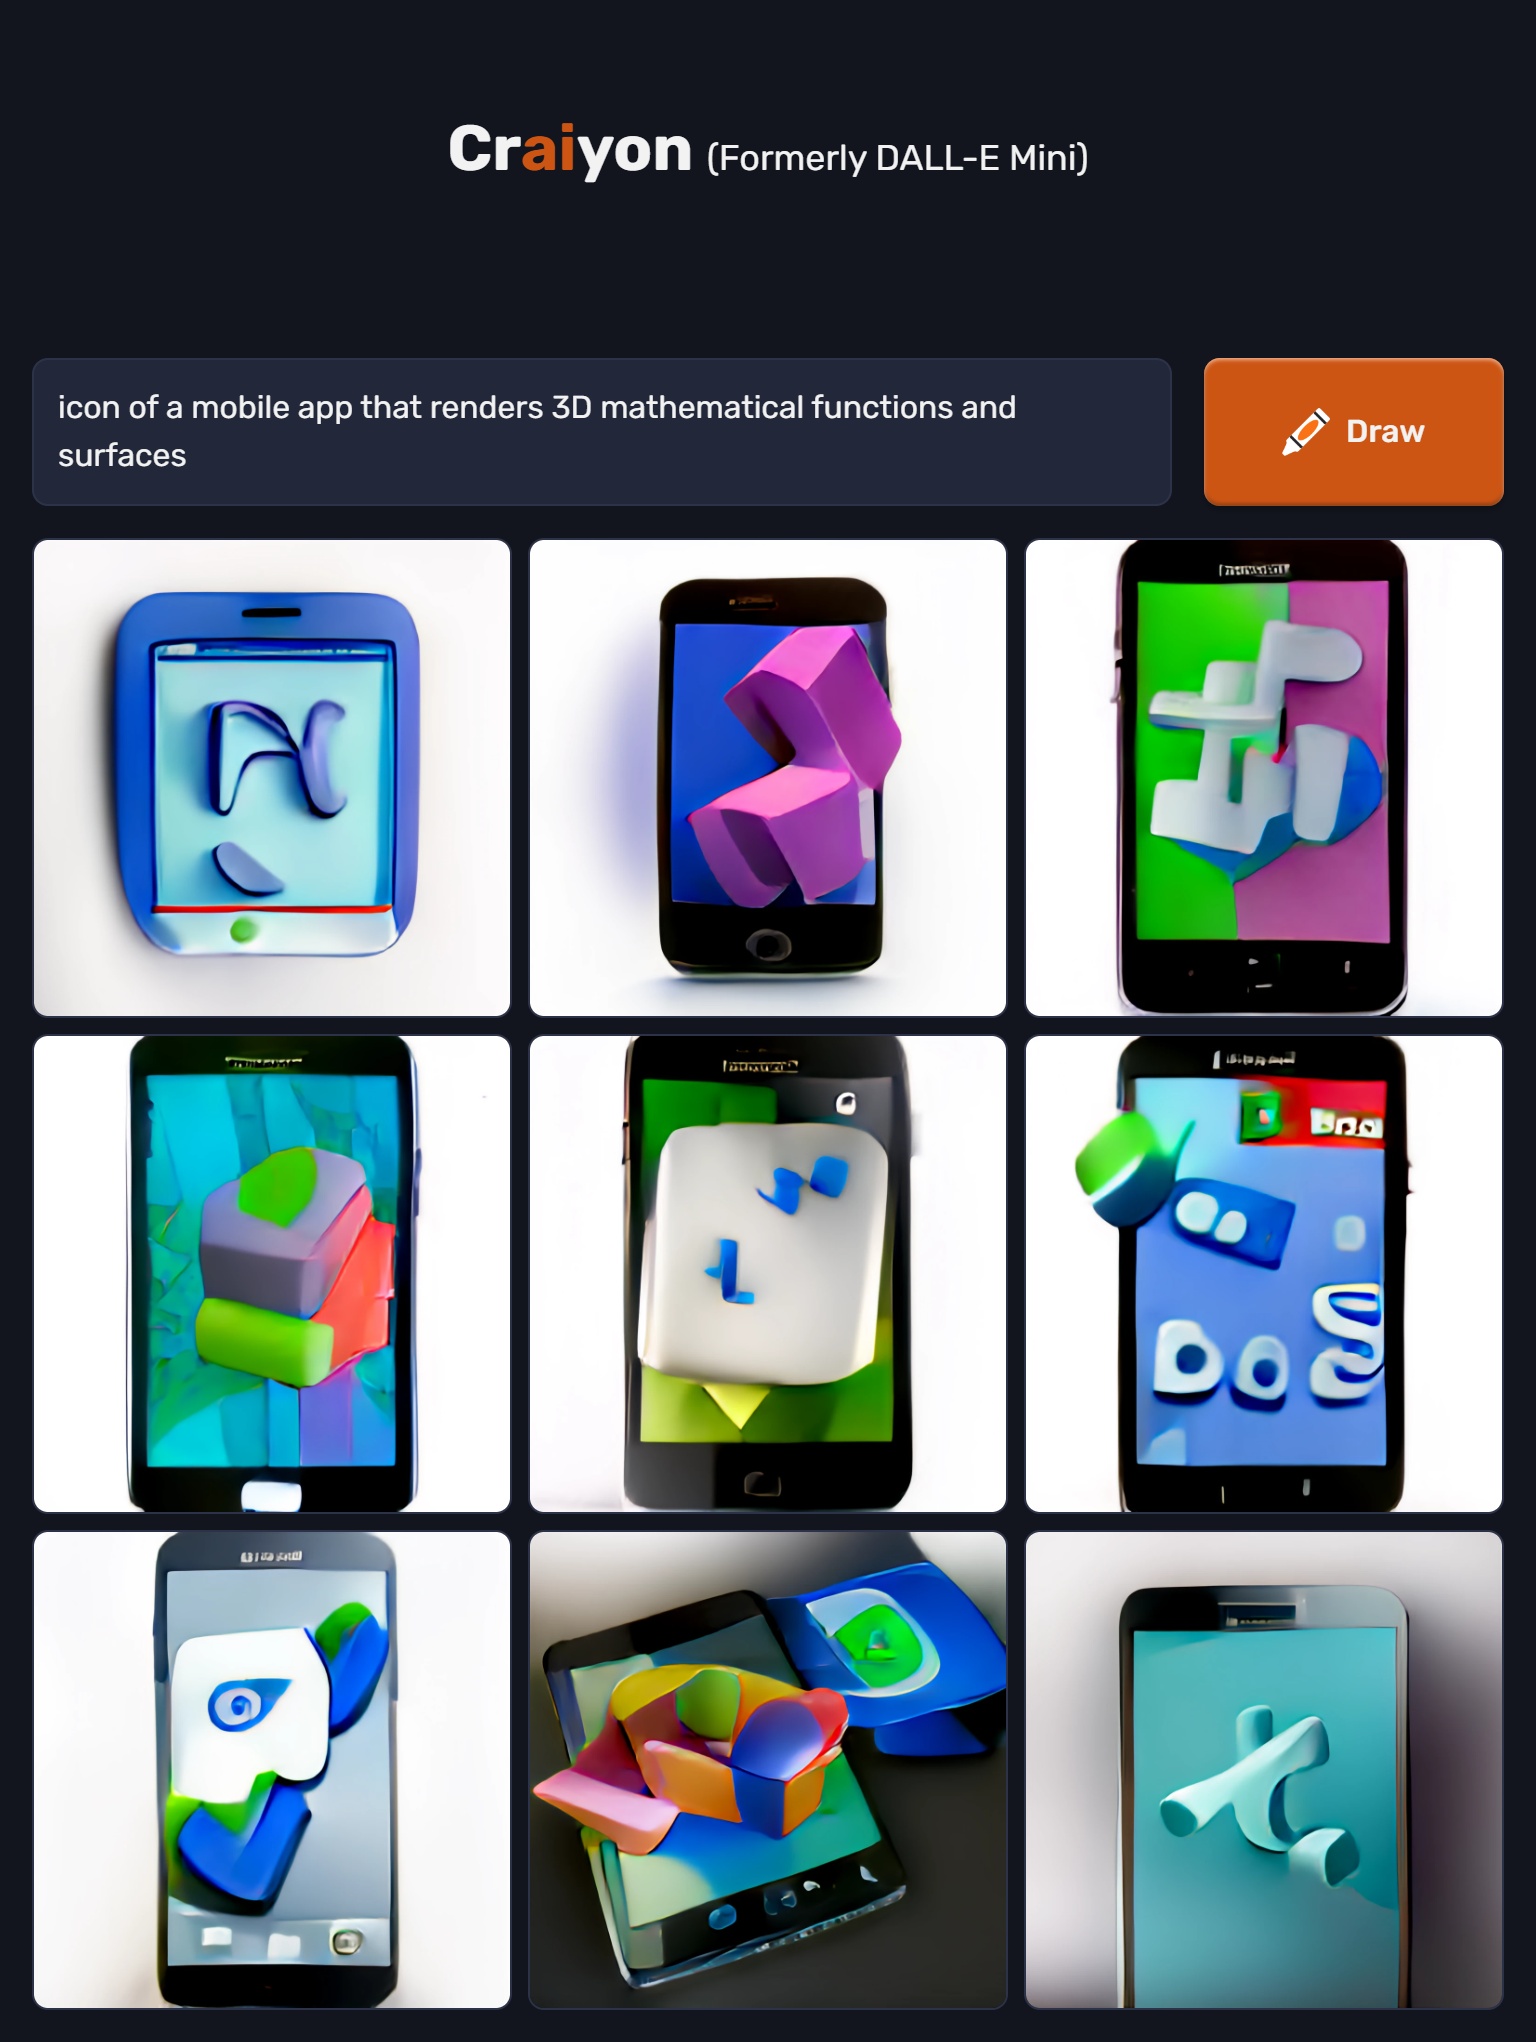 Craiyon (Formerly DALL-E Mini)
icon of a mobile app that renders 3D mathematical functions and
surfaces
Draw